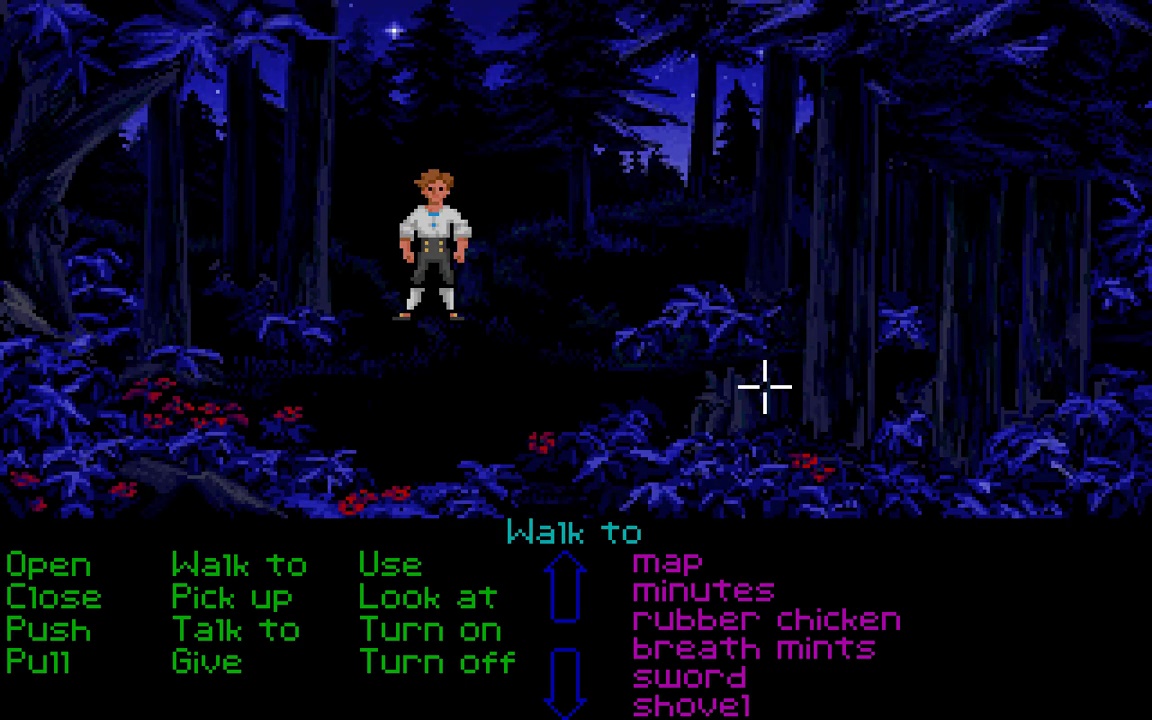 Walk to
Open Walk to Use
Close Pick up Look at
Push Talk to Turn on
Pull Give Turn off
map
minutes
rubber chicken
breath mints
sword
shovel